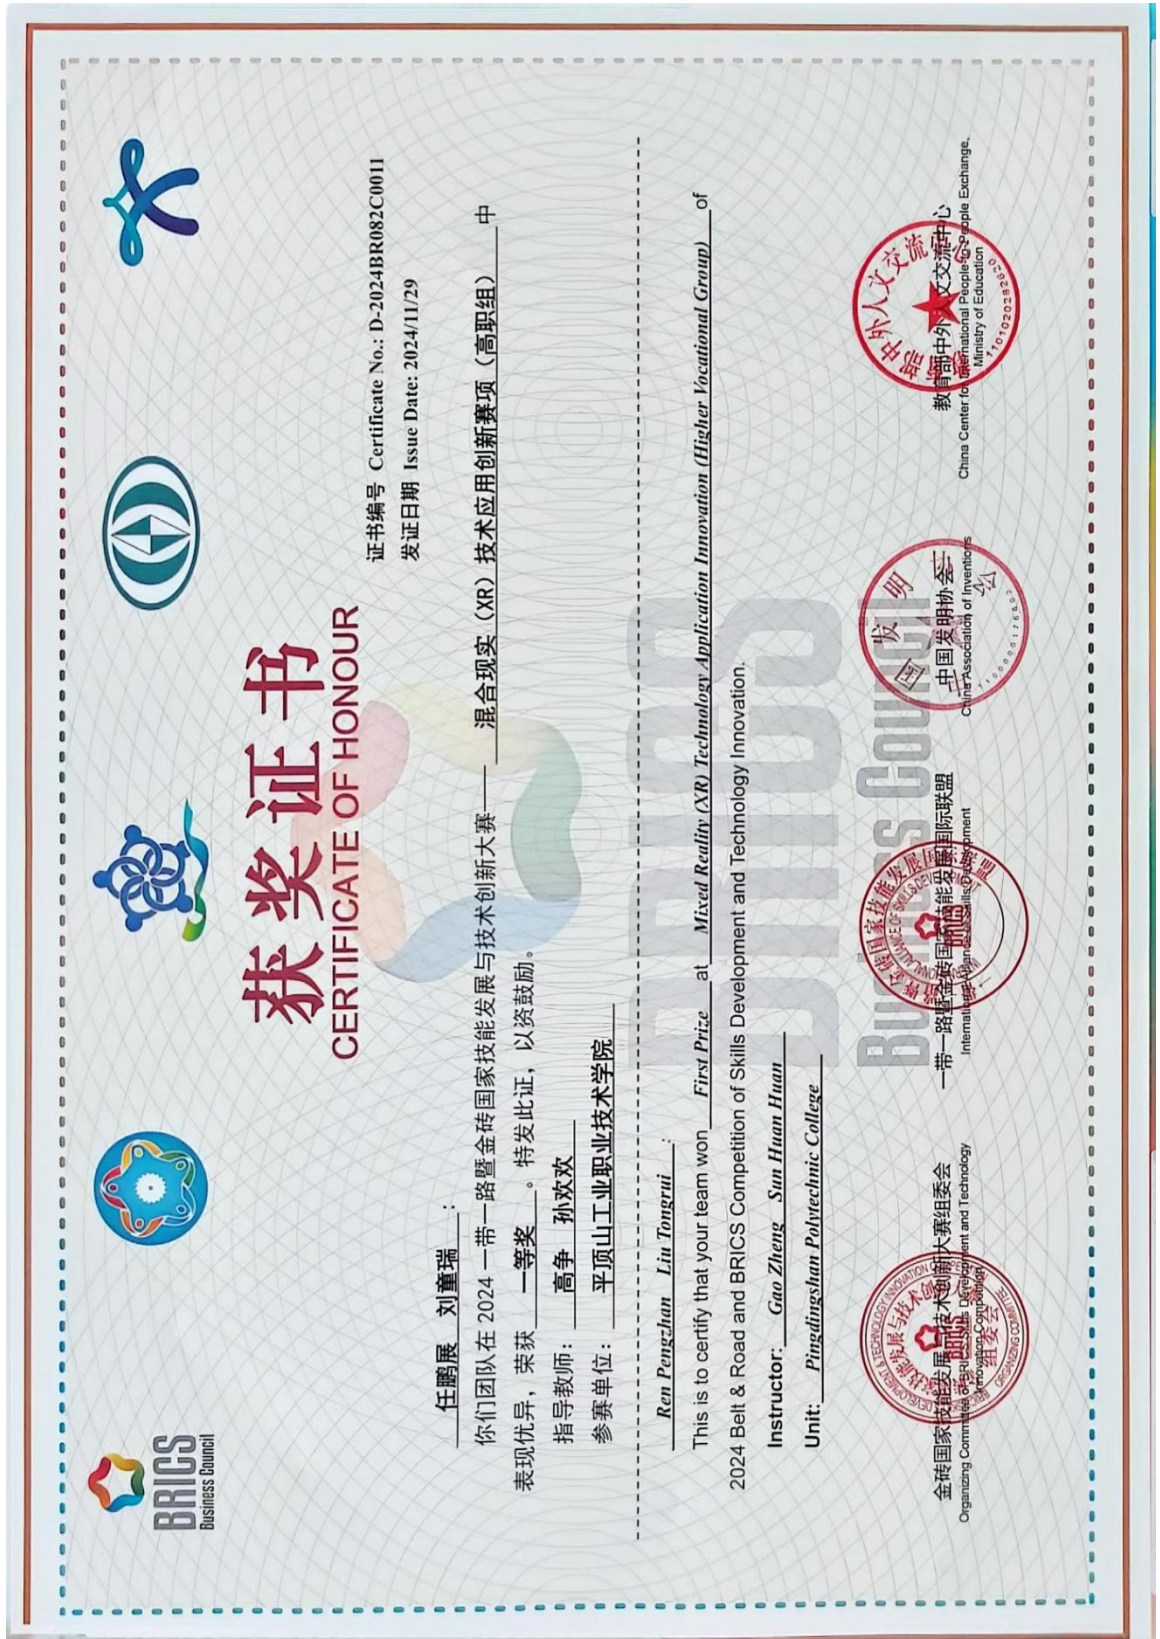 BRICS
Business Council
获奖证书
CERTIFICATE OF HONOUR
证书编号 Certificate No.: D-2024BR082C0011
发证日期 Issue Date: 2024/11/29
任鹏展 刘童瑞 :
你们团队在 2024 一带一路暨金砖国家技能发展与技术创新大赛—— 混合现实（XR）技术应用创新赛项（高职组） 中
表现优异，荣获 一等奖 。特发此证，以资鼓励。
指导教师： 高争 孙欢欢
参赛单位： 平顶山工业职业技术学院
Ren Pengzhan Liu Tongrui :
This is to certify that your team won First Prize at Mixed Reality (XR) Technology Application Innovation (Higher Vocational Group) of
2024 Belt & Road and BRICS Competition of Skills Development and Technology Innovation.
Instructor: Gao Zheng Sun Huan Huan
Unit: Pingdingshan Polytechnic College
BRICS
Business Council
金砖国家技能发展与技术创新大赛组委会
Organizing Committee of BRICS Skills Development and Technology
Innovation Competition
一带一路暨金砖国家技能发展国际联盟
International Alliance of Skills Development
中国发明协会
China Association of Inventions
教育部中外人文交流中心
China Center for International People-to-People Exchange,
Ministry of Education
1101020282620